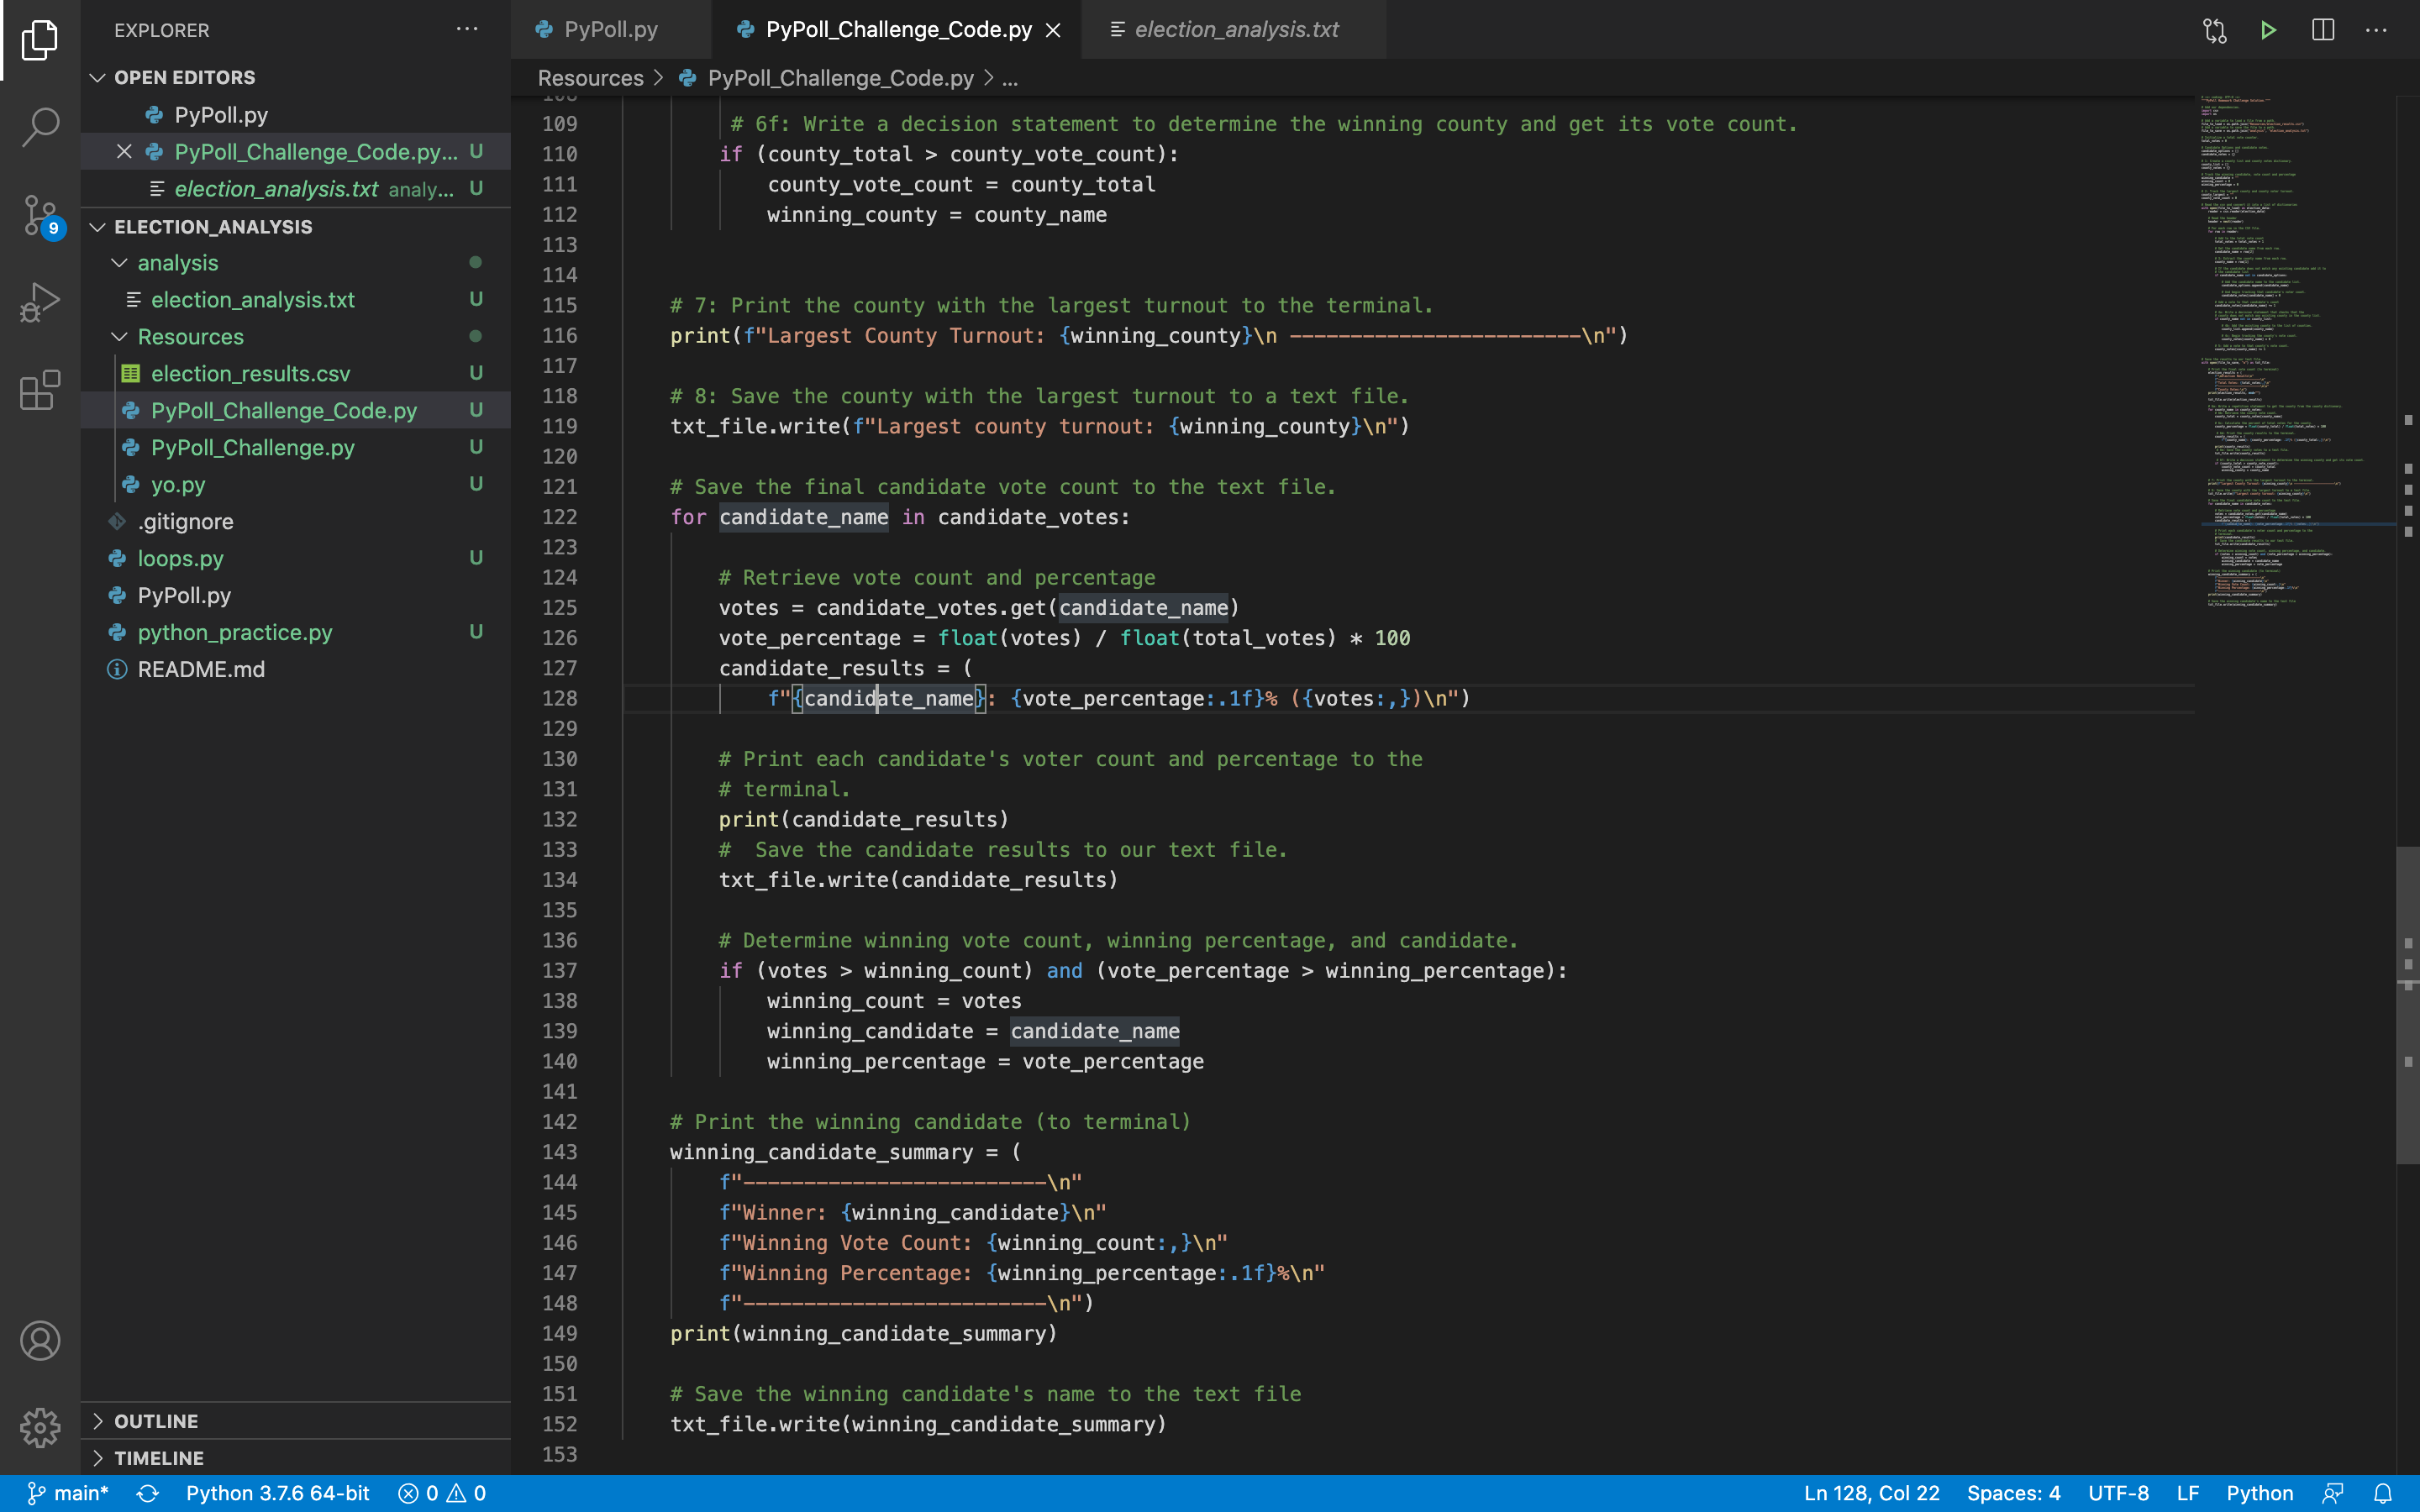 EXPLORER
OPEN EDITORS
PyPoll.py
PyPoll_Challenge_Code.py... U
election_analysis.txt analy... U
ELECTION_ANALYSIS
analysis
election_analysis.txt U
Resources
election_results.csv U
PyPoll_Challenge_Code.py U
PyPoll_Challenge.py U
yo.py U
.gitignore
loops.py U
PyPoll.py
python_practice.py U
README.md
OUTLINE
TIMELINE
9
PyPoll.py PyPoll_Challenge_Code.py election_analysis.txt
Resources > PyPoll_Challenge_Code.py > ...
108
109 # 6f: Write a decision statement to determine the winning county and get its vote count.
110 if (county_total > county_vote_count):
111 county_vote_count = county_total
112 winning_county = county_name
113
114
115 # 7: Print the county with the largest turnout to the terminal.
116 print(f"Largest County Turnout: {winning_county}\n ------------------------\n")
117
118 # 8: Save the county with the largest turnout to a text file.
119 txt_file.write(f"Largest county turnout: {winning_county}\n")
120
121 # Save the final candidate vote count to the text file.
122 for candidate_name in candidate_votes:
123
124 # Retrieve vote count and percentage
125 votes = candidate_votes.get(candidate_name)
126 vote_percentage = float(votes) / float(total_votes) * 100
127 candidate_results = (
128 f"{candidate_name}: {vote_percentage:.1f}% ({votes:,})\n")
129
130 # Print each candidate's voter count and percentage to the
131 # terminal.
132 print(candidate_results)
133 #  Save the candidate results to our text file.
134 txt_file.write(candidate_results)
135
136 # Determine winning vote count, winning percentage, and candidate.
137 if (votes > winning_count) and (vote_percentage > winning_percentage):
138 winning_count = votes
139 winning_candidate = candidate_name
140 winning_percentage = vote_percentage
141
142 # Print the winning candidate (to terminal)
143 winning_candidate_summary = (
144 f"-------------------------\n"
145 f"Winner: {winning_candidate}\n"
146 f"Winning Vote Count: {winning_count:,}\n"
147 f"Winning Percentage: {winning_percentage:.1f}%\n"
148 f"-------------------------\n")
149 print(winning_candidate_summary)
150
151 # Save the winning candidate's name to the text file
152 txt_file.write(winning_candidate_summary)
153
main* Python 3.7.6 64-bit 0 0 Ln 128, Col 22 Spaces: 4 UTF-8 LF Python